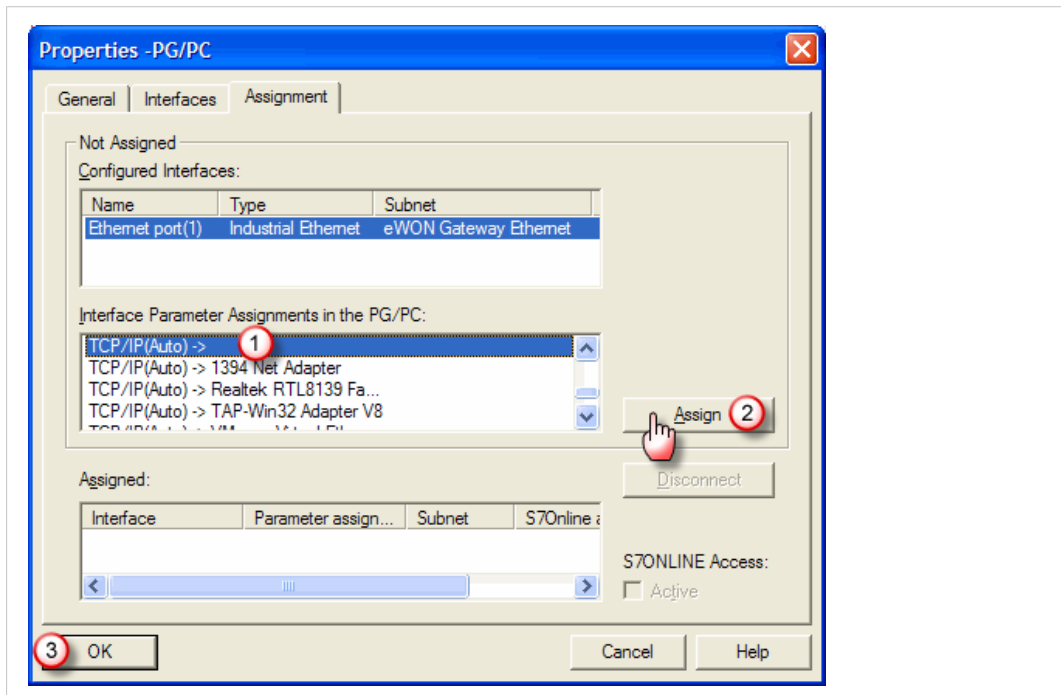 Properties -PG/PC
General Interfaces Assignment
Not Assigned
Configured Interfaces:
Name Type Subnet
Ethernet port(1) Industrial Ethernet eWON Gateway Ethernet
Interface Parameter Assignments in the PG/PC:
TCP/IP(Auto) -> 1
TCP/IP(Auto) -> 1394 Net Adapter
TCP/IP(Auto) -> Realtek RTL8139 Fa...
TCP/IP(Auto) -> TAP-Win32 Adapter V8
Assign 2
Assigned:
Disconnect
Interface Parameter assign... Subnet S7Online
S7ONLINE Access:
Active
3 OK Cancel Help